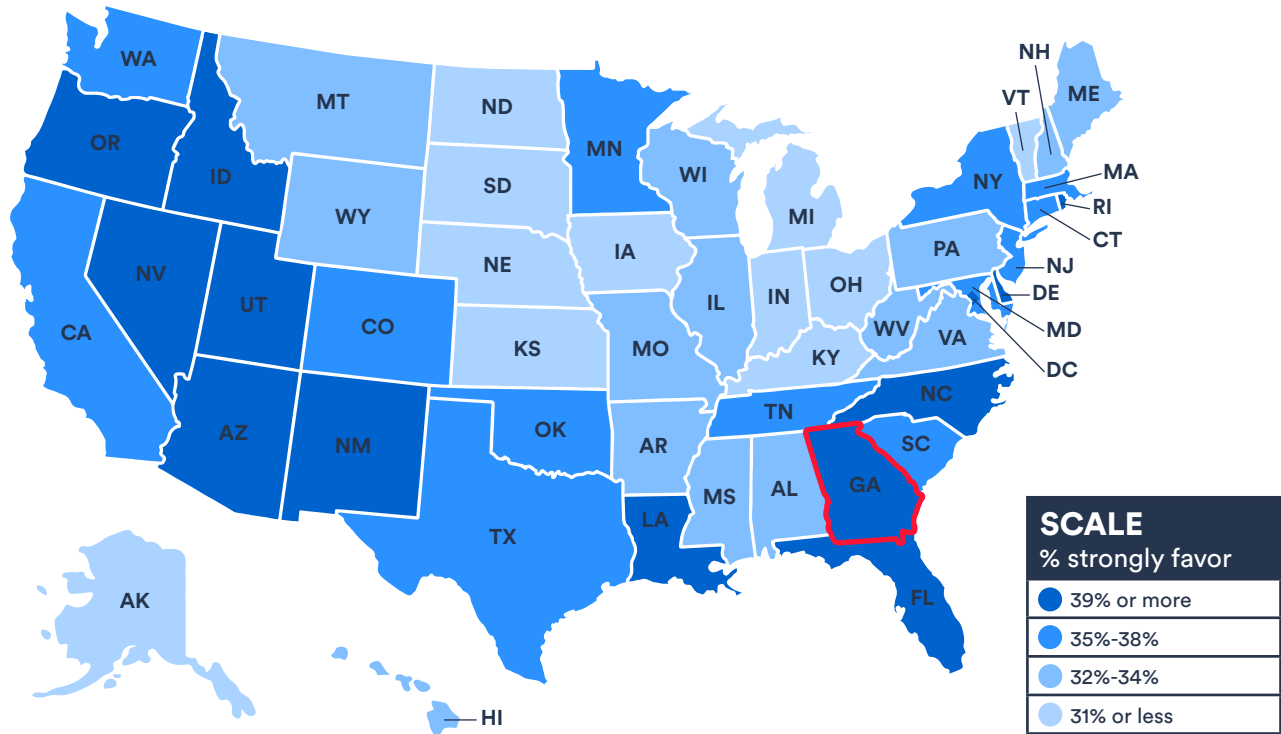 NH
WA
VT
ME
MT
ND
OR
MN
ID
WI
NY
MA
SD
RI
WY
MI
CT
PA
IA
NE
NJ
NV
OH
DE
UT
IN
IL
CO
CA
WV
MD
VA
MO
KS
KY
DC
NC
TN
AZ
OK
NM
AR
SC
GA
MS
AL
LA
TX
SCALE
% strongly favor
39% or more
35%-38%
32%-34%
31% or less
FL
AK
HI